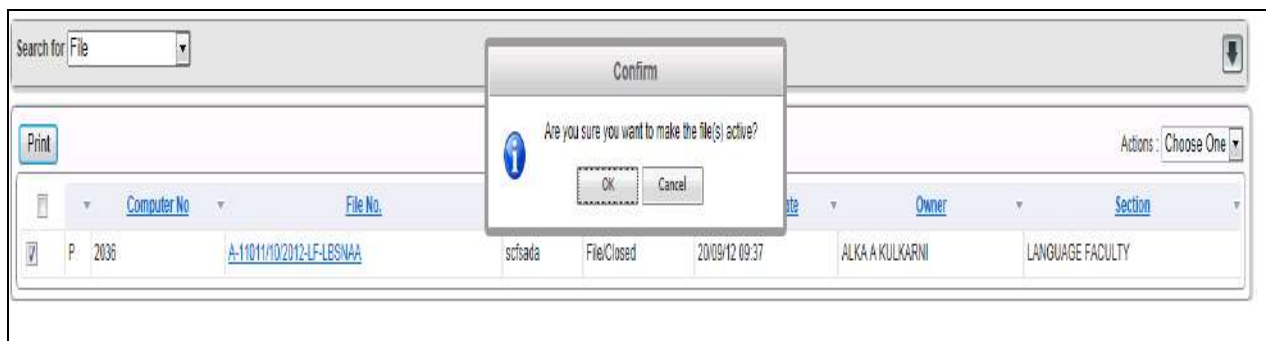 Search for File
Confirm
Are you sure you want to make the file(s) active?
OK Cancel
Print
Actions : Choose One
Computer No File No. Owner Section
P 2036 A-11011/10/2012-LF-LBSNAA scfsada File/Closed 20/09/12 09:37 ALKA A KULKARNI LANGUAGE FACULTY